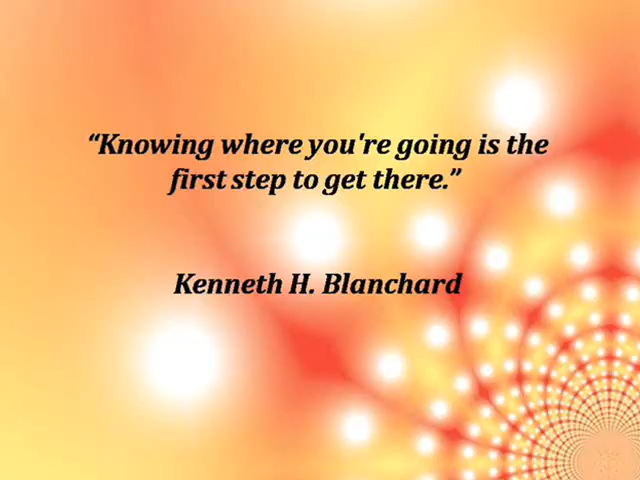 “Knowing where you're going is the
first step to get there.”
Kenneth H. Blanchard